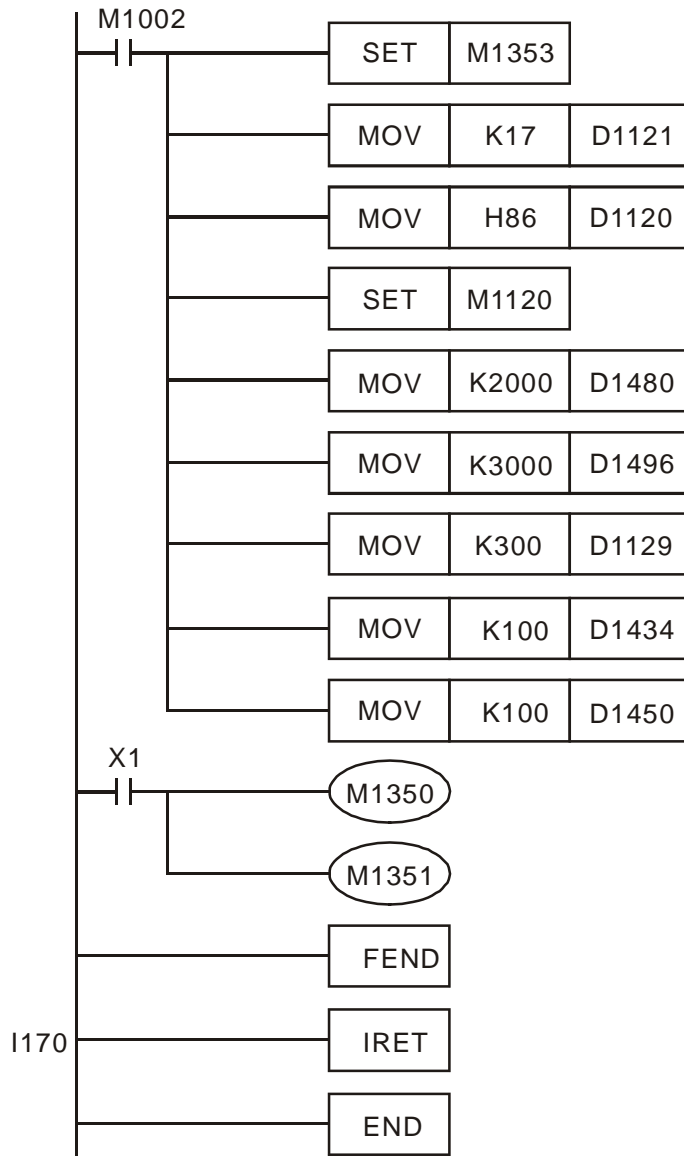 M1002
SET M1353
MOV K17 D1121
MOV H86 D1120
SET M1120
MOV K2000 D1480
MOV K3000 D1496
MOV K300 D1129
MOV K100 D1434
MOV K100 D1450
X1
M1350
M1351
FEND
I170 IRET
END